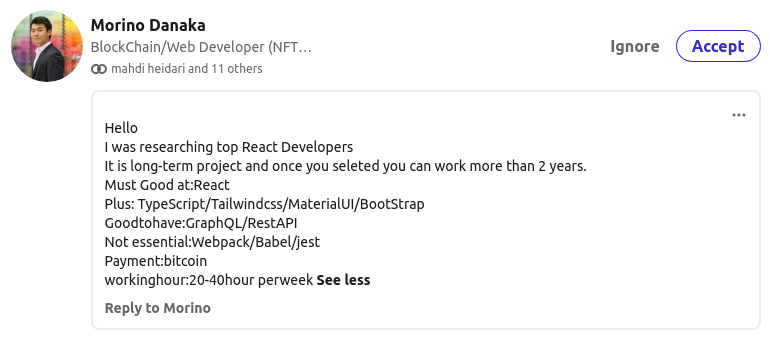 Morino Danaka
BlockChain/Web Developer (NFT…
mahdi heidari and 11 others
Ignore
Accept
...
Hello
I was researching top React Developers
It is long-term project and once you seleted you can work more than 2 years.
Must Good at:React
Plus: TypeScript/Tailwindcss/MaterialUI/BootStrap
Goodtohave:GraphQL/RestAPI
Not essential:Webpack/Babel/jest
Payment:bitcoin
workinghour:20-40hour perweek See less
Reply to Morino